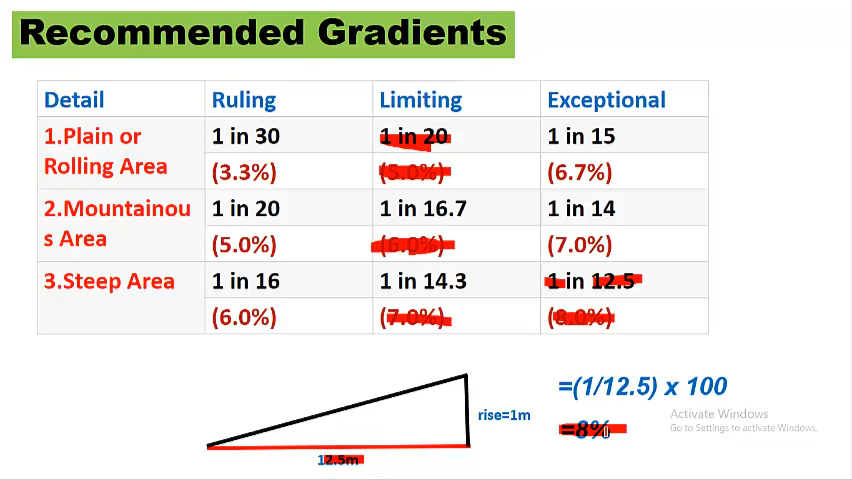 Recommended Gradients
Detail Ruling Limiting Exceptional
1.Plain or Rolling Area 1 in 30 1 in 20 1 in 15
(3.3%) (5.0%) (6.7%)
2.Mountainou
s Area 1 in 20 1 in 16.7 1 in 14
(5.0%) (6.0%) (7.0%)
3.Steep Area 1 in 16 1 in 14.3 1 in 12.5
(6.0%) (7.0%) (8.0%)
=(1/12.5) x 100
rise=1m
=8%
12.5m
Activate Windows
Go to Settings to activate Windows.